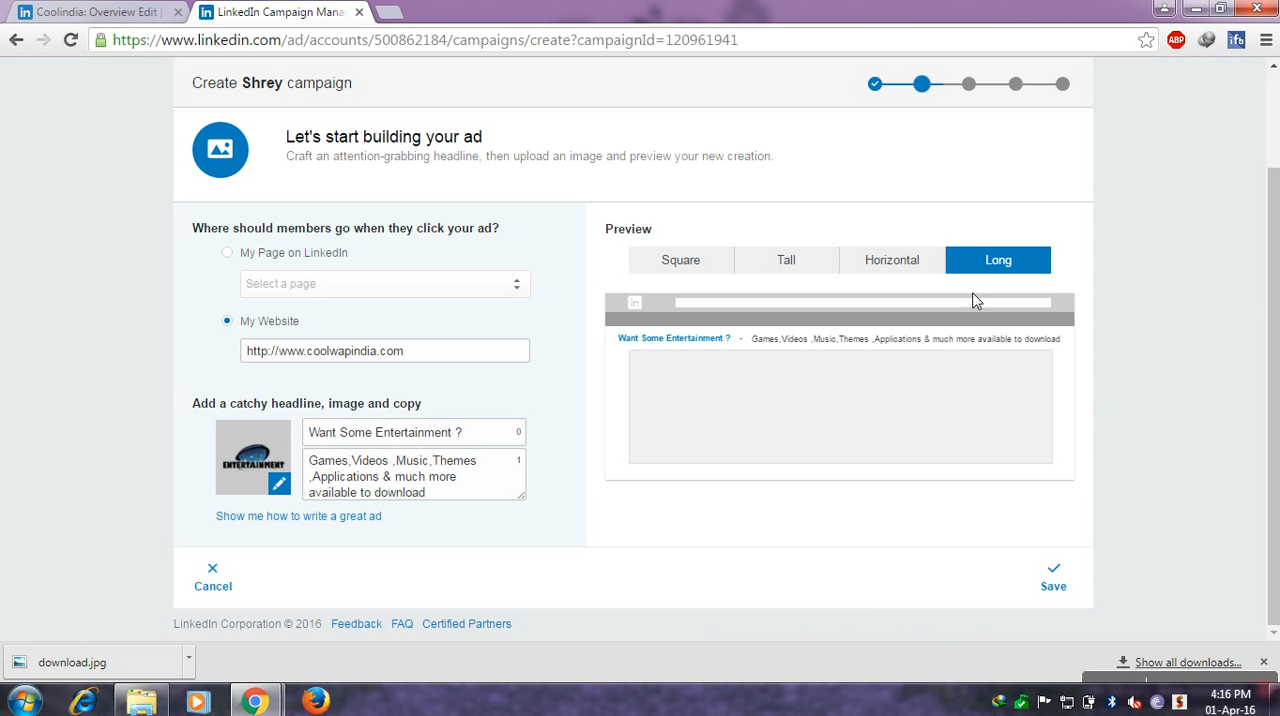 Coolindia: Overview Edit |
LinkedIn Campaign Mana
https://www.linkedin.com/ad/accounts/500862184/campaigns/create?campaignId=120961941
ABP
ifb
Create Shrey campaign
Let's start building your ad
Craft an attention-grabbing headline, then upload an image and preview your new creation.
Where should members go when they click your ad?
My Page on LinkedIn
Select a page
My Website
http://www.coolwapindia.com
Add a catchy headline, image and copy
ENTERTAINMENT
Want Some Entertainment ? 0
Games,Videos ,Music,Themes 1
,Applications & much more
available to download
Show me how to write a great ad
Preview
Square Tall Horizontal Long
in
Want Some Entertainment ? - Games,Videos ,Music,Themes ,Applications & much more available to download
Cancel
Save
LinkedIn Corporation © 2016 Feedback FAQ Certified Partners
download.jpg
Show all downloads...
4:16 PM
01-Apr-16